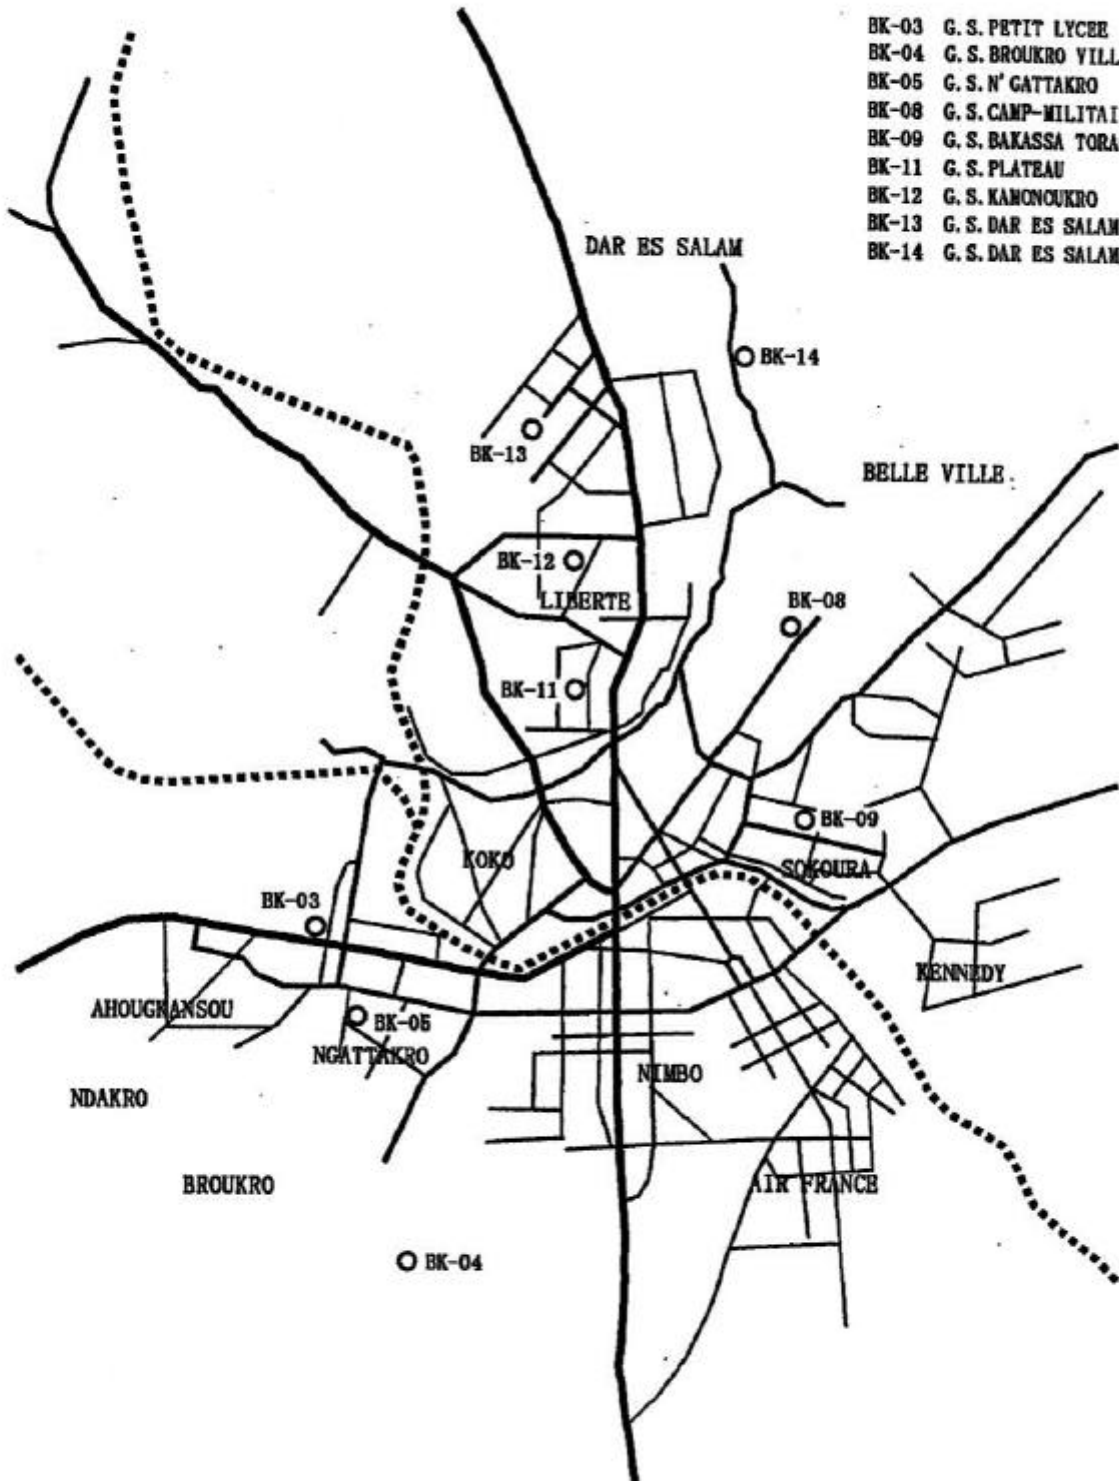 BK-03 G.S.PETIT LYCEE
BK-04 G.S.BROUKRO VILL
BK-05 G.S.N'GATTAKRO
BK-08 G.S.CAMP-MILITAI
BK-09 G.S.BAKASSA TORA
BK-11 G.S.PLATEAU
BK-12 G.S.KAMONOUKRO
BK-13 G.S.DAR ES SALAM
BK-14 G.S.DAR ES SALAM
DAR ES SALAM
BK-14
BK-13
BELLE VILLE
BK-12
LIBERTE
BK-08
BK-11
BK-09
KOKO
SOKOURA
BK-03
KENNEDY
AHOUGKANSOU
BK-05
NGATTAKRO
NIMBO
NDAKRO
BROUKRO
AIR FRANCE
BK-04